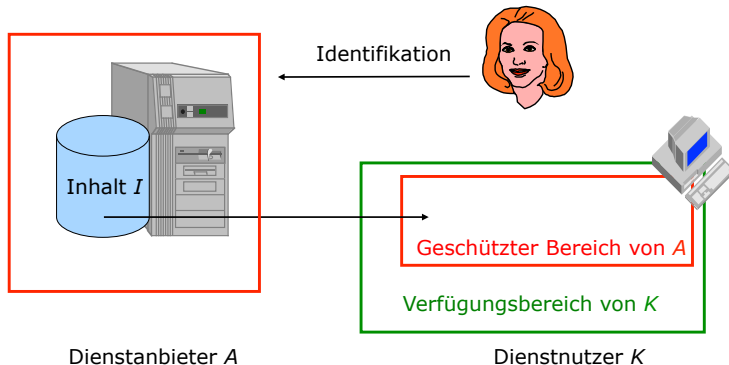 Identifikation
Inhalt I
Geschützter Bereich von A
Verfügungsbereich von K
Dienstanbieter A
Dienstnutzer K